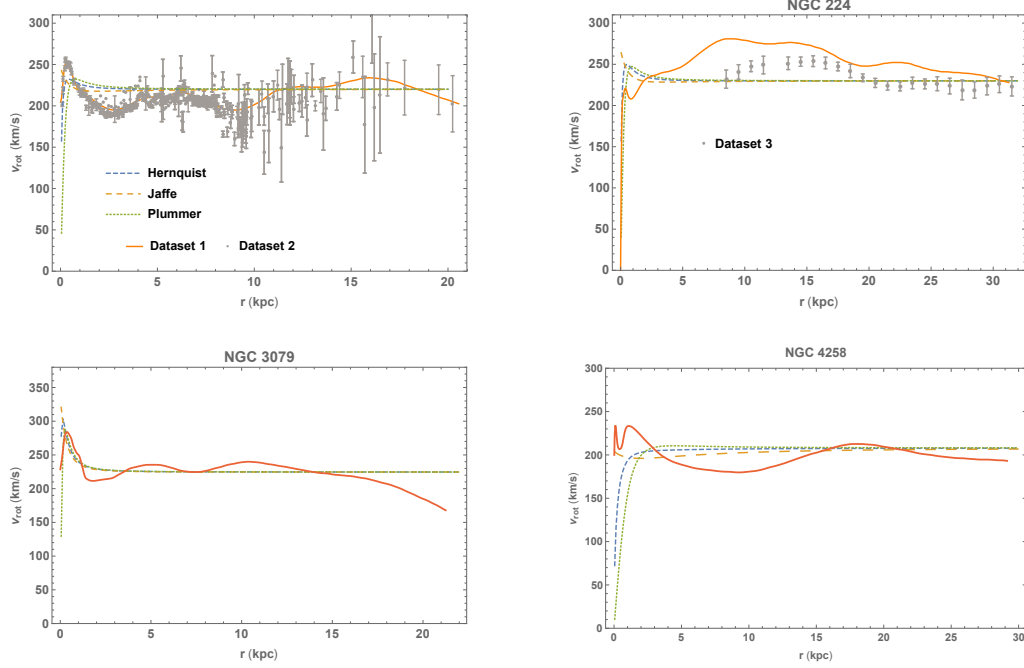 300
250
200
150
100
50
0
v_rot (km/s)
Hernquist
Jaffe
Plummer
Dataset 1 Dataset 2
0 5 10 15 20
r (kpc)
NGC 224
300
250
200
150
100
50
0
v_rot (km/s)
Dataset 3
0 5 10 15 20 25 30
r (kpc)
NGC 3079
350
300
250
200
150
100
50
0
v_rot (km/s)
0 5 10 15 20
r (kpc)
NGC 4258
300
250
200
150
100
50
0
v_rot (km/s)
0 5 10 15 20 25 30
r (kpc)